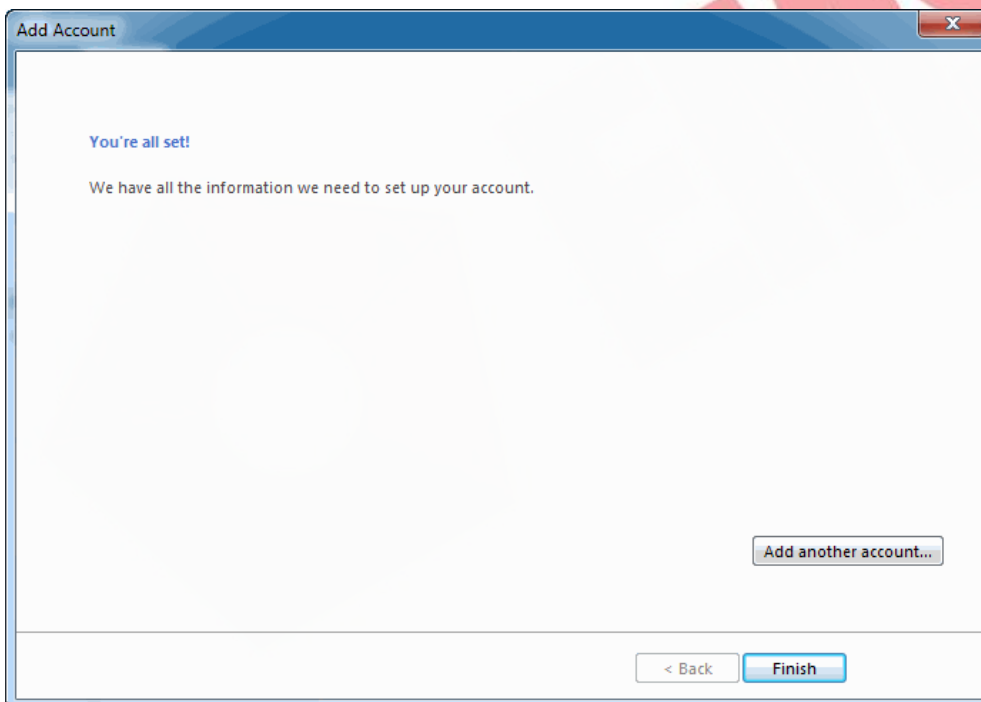 Add Account
You're all set!
We have all the information we need to set up your account.
Add another account...
< Back
Finish